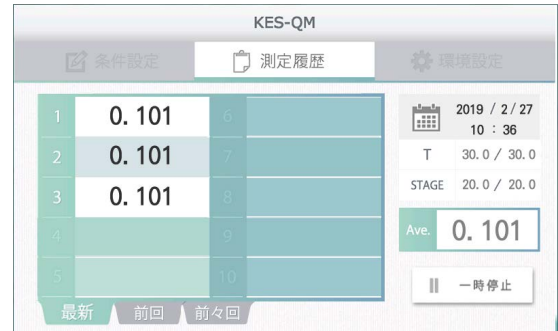 KES-QM
条件設定 測定履歴 環境設定
1 0.101 6
2 0.101 7
3 0.101 8
4 9
5 10
2019 / 2/27
10 : 36
T 30.0 / 30.0
STAGE 20.0 / 20.0
Ave. 0.101
一時停止
最新 前回 前々回